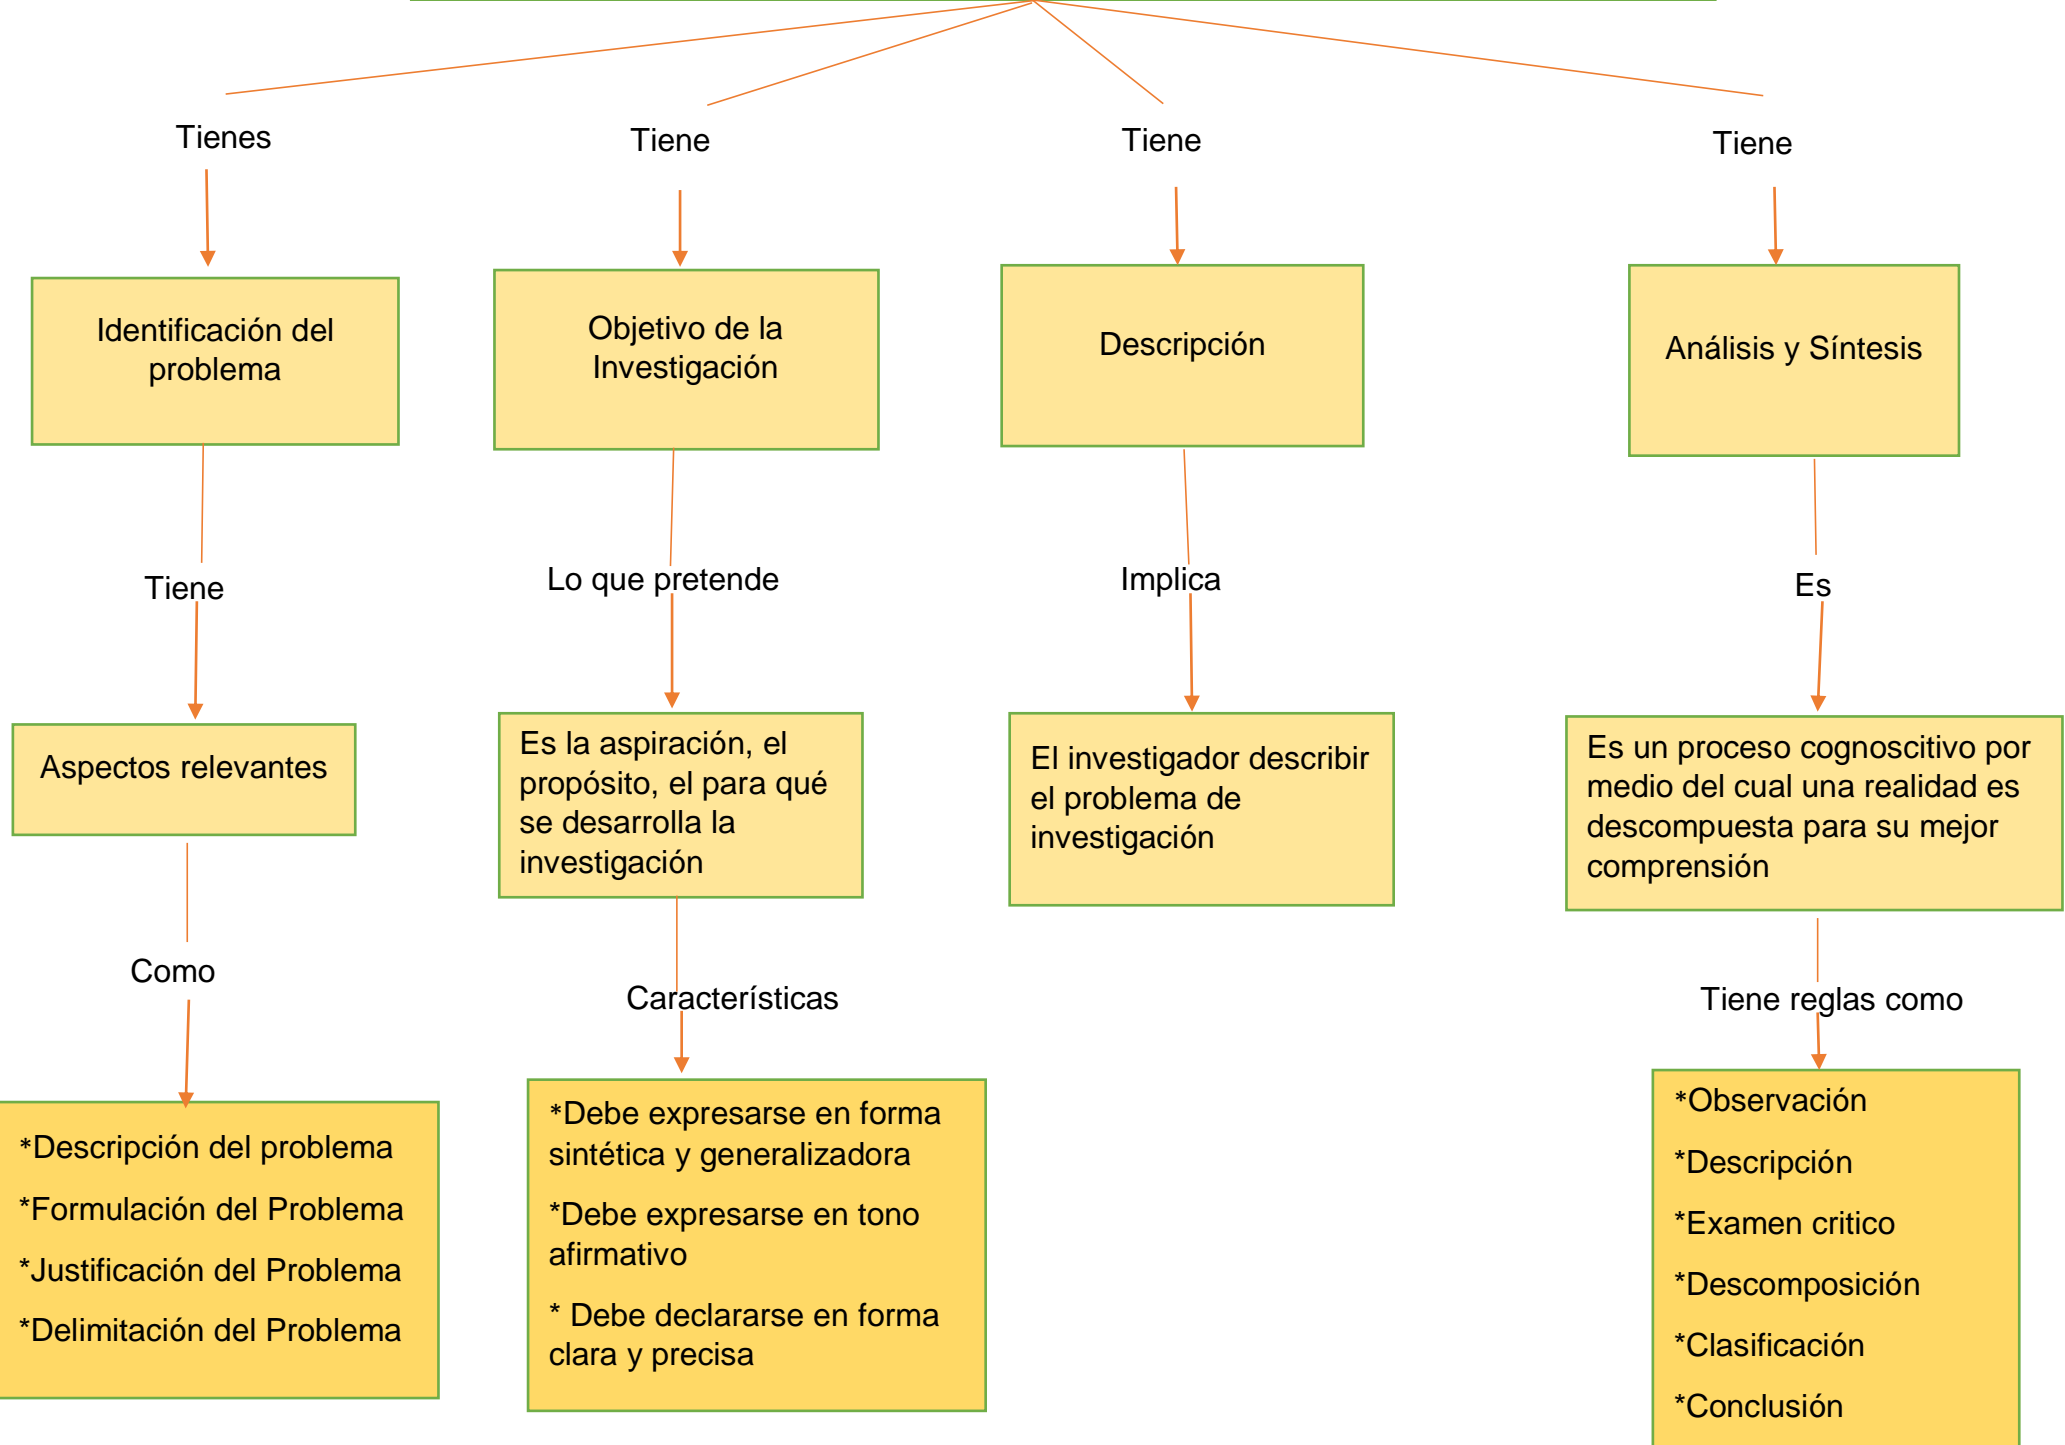 Tienes
Tiene
Tiene
Tiene
Identificación del
problema
Objetivo de la
Investigación
Descripción
Análisis y Síntesis
Tiene
Lo que pretende
Implica
Es
Aspectos relevantes
Es la aspiración, el
propósito, el para qué
se desarrolla la
investigación
El investigador describir
el problema de
investigación
Es un proceso cognoscitivo por
medio del cual una realidad es
descompuesta para su mejor
comprensión
Como
Características
Tiene reglas como
*Descripción del problema
*Formulación del Problema
*Justificación del Problema
*Delimitación del Problema
*Debe expresarse en forma
sintética y generalizadora
*Debe expresarse en tono
afirmativo
* Debe declararse en forma
clara y precisa
*Observación
*Descripción
*Examen critico
*Descomposición
*Clasificación
*Conclusión